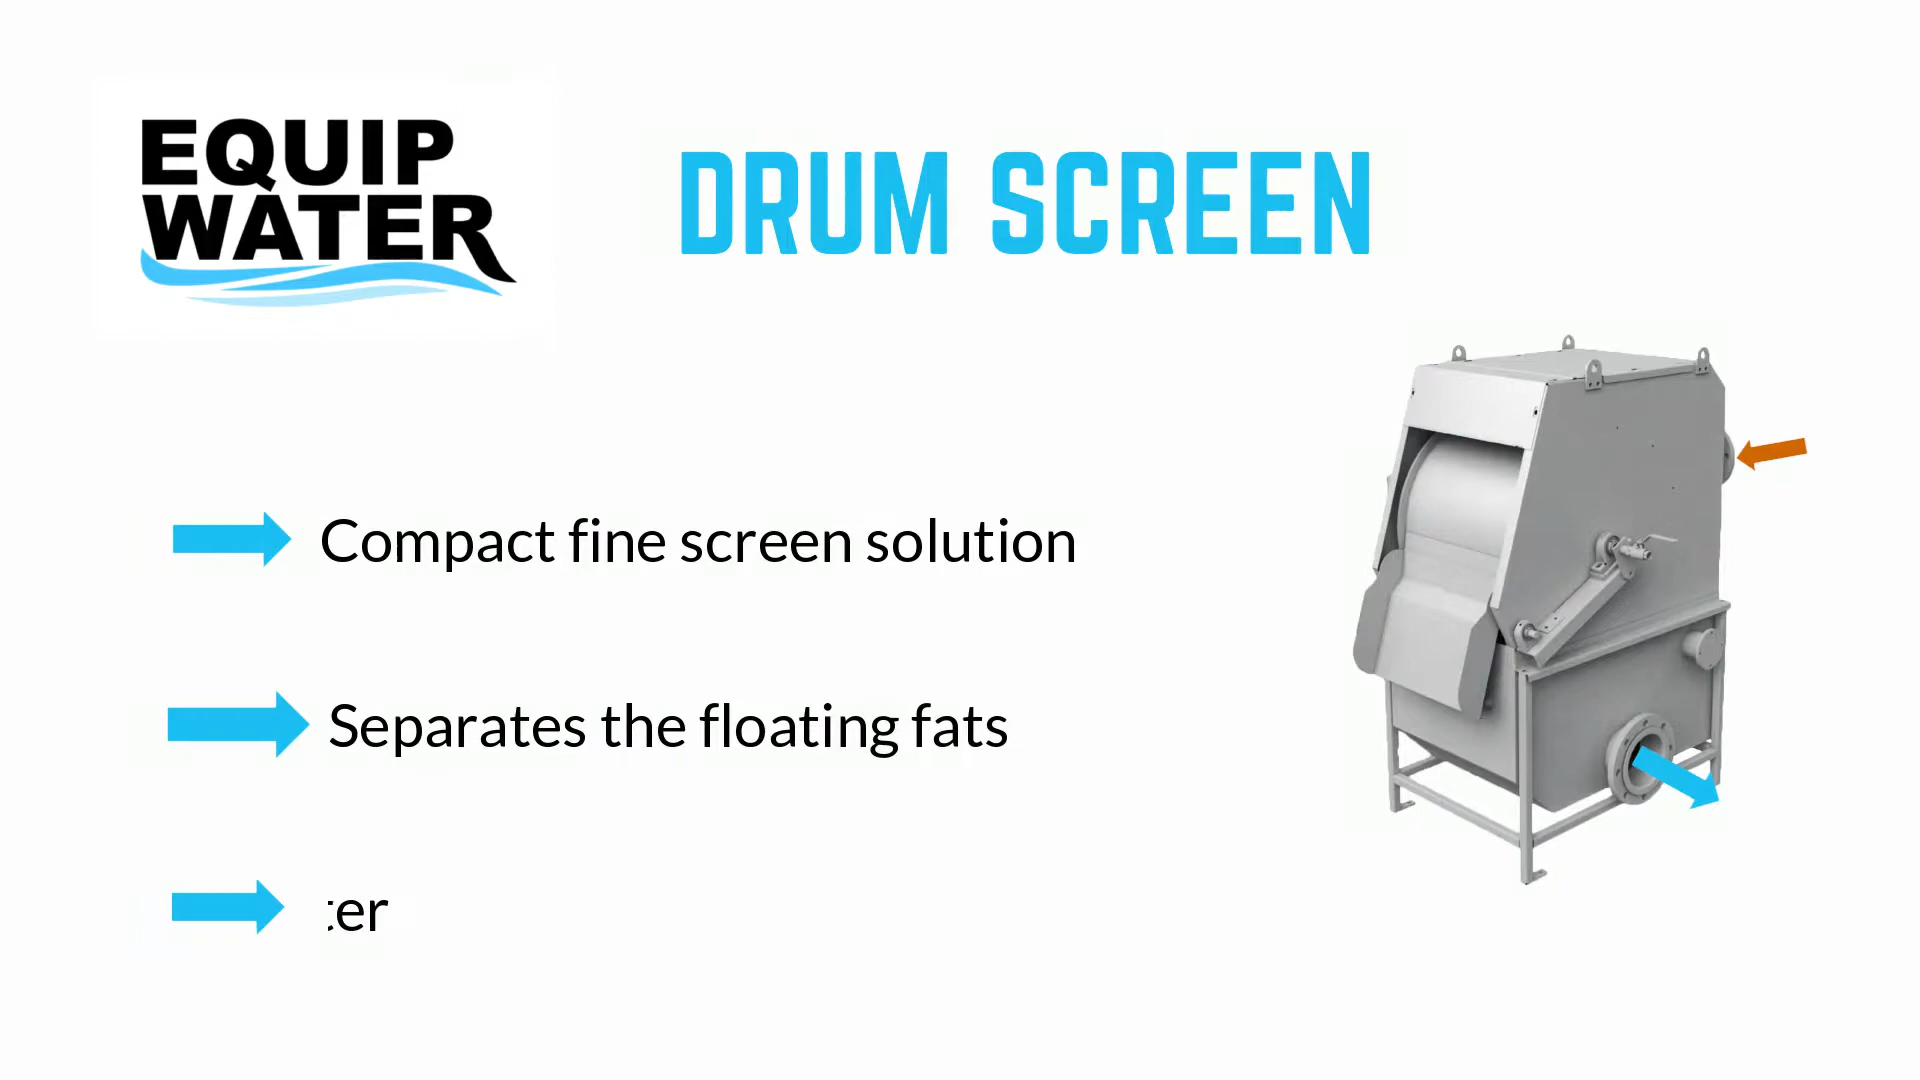 EQUIP
WATER
DRUM SCREEN
Compact fine screen solution
Separates the floating fats